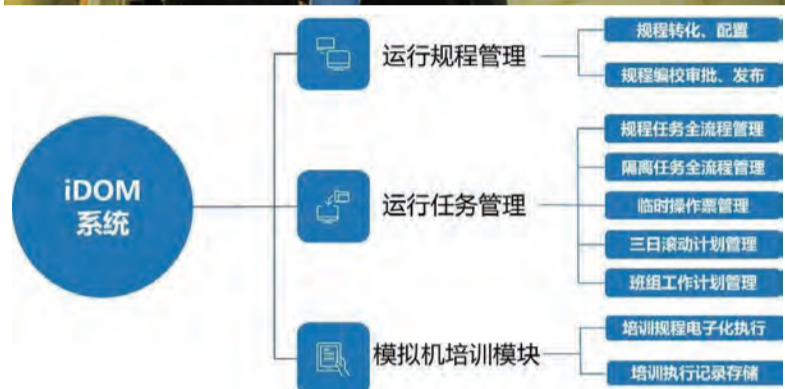 iDOM
系统
运行规程管理
规程转化、配置
规程编校审批、发布
运行任务管理
规程任务全流程管理
隔离任务全流程管理
临时操作票管理
三日滚动计划管理
班组工作计划管理
模拟机培训模块
培训规程电子化执行
培训执行记录存储